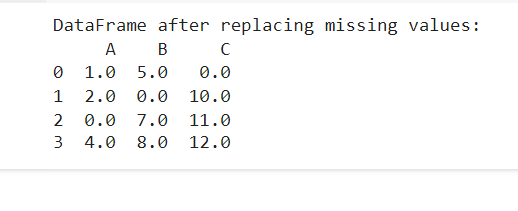 DataFrame after replacing missing values:
     A    B     C
0  1.0  5.0   0.0
1  2.0  0.0  10.0
2  0.0  7.0  11.0
3  4.0  8.0  12.0